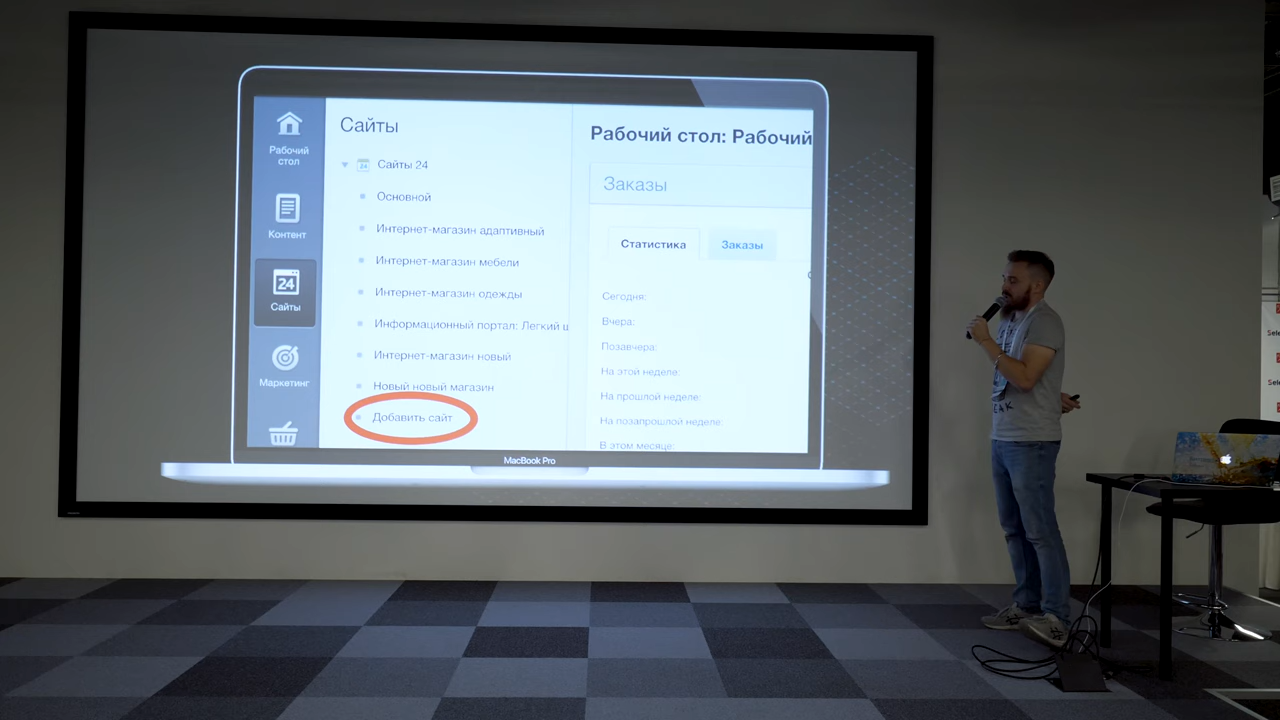 Рабочий
стол
Контент
24
Сайты
Маркетинг
Сайты
24
Сайты 24
Основной
Интернет-магазин адаптивный
Интернет-магазин мебели
Интернет-магазин одежды
Информационный портал: Легкий
Интернет-магазин новый
Новый новый магазин
Добавить сайт
Рабочий стол: Рабочий
Заказы
Статистика
Заказы
Сегодня:
Вчера:
Позавчера:
На этой неделе:
На прошлой неделе:
На позапрошлой неделе:
В этом месяце:
MacBook Pro